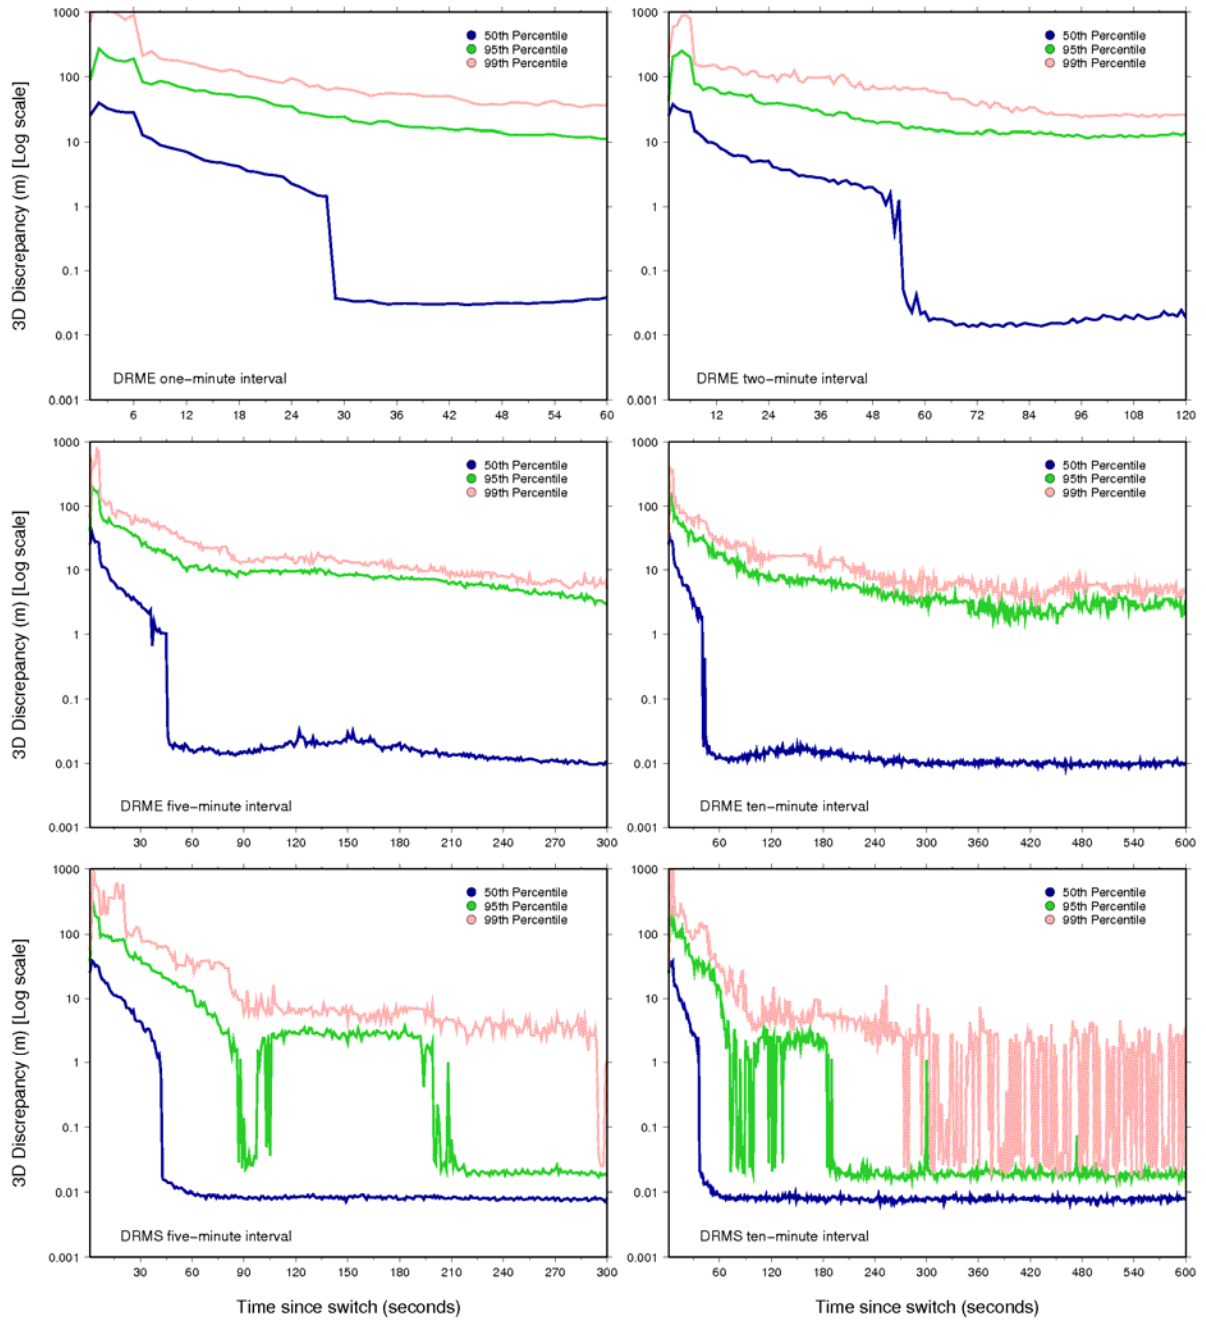 3D Discrepancy (m) [Log scale]
1000
100
10
1
0.1
0.01
0.001
50th Percentile
95th Percentile
99th Percentile
DRME one-minute interval
6 12 18 24 30 36 42 48 54 60
1000
100
10
1
0.1
0.01
0.001
50th Percentile
95th Percentile
99th Percentile
DRME two-minute interval
12 24 36 48 60 72 84 96 108 120
3D Discrepancy (m) [Log scale]
1000
100
10
1
0.1
0.01
0.001
50th Percentile
95th Percentile
99th Percentile
DRME five-minute interval
30 60 90 120 150 180 210 240 270 300
1000
100
10
1
0.1
0.01
0.001
50th Percentile
95th Percentile
99th Percentile
DRME ten-minute interval
60 120 180 240 300 360 420 480 540 600
3D Discrepancy (m) [Log scale]
1000
100
10
1
0.1
0.01
0.001
50th Percentile
95th Percentile
99th Percentile
DRMS five-minute interval
30 60 90 120 150 180 210 240 270 300
Time since switch (seconds)
1000
100
10
1
0.1
0.01
0.001
50th Percentile
95th Percentile
99th Percentile
DRMS ten-minute interval
60 120 180 240 300 360 420 480 540 600
Time since switch (seconds)